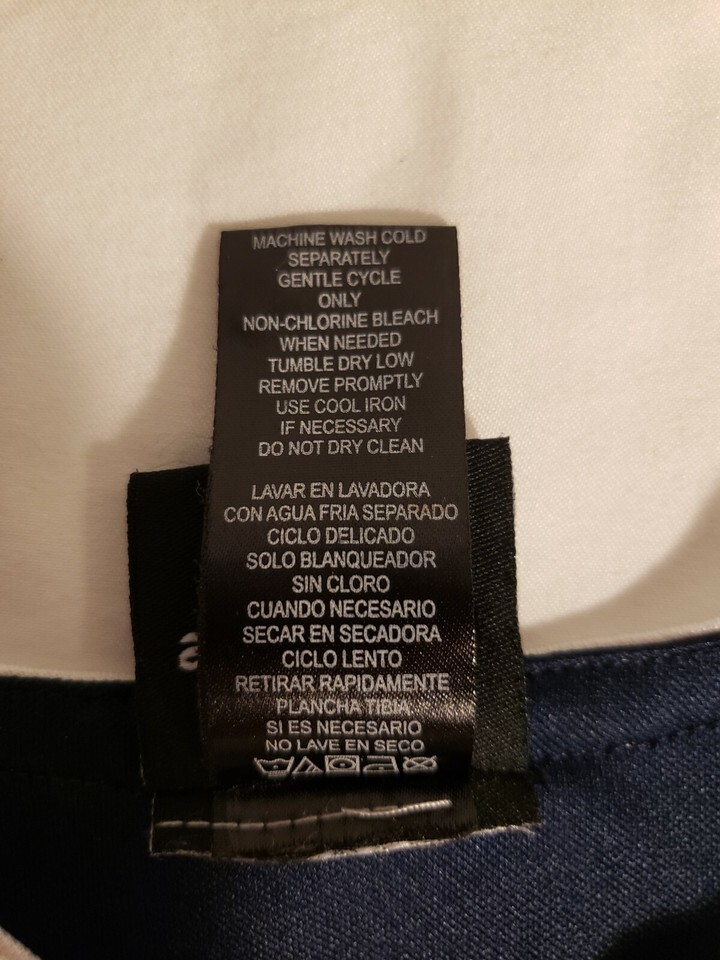 MACHINE WASH COLD
SEPARATELY
GENTLE CYCLE
ONLY
NON-CHLORINE BLEACH
WHEN NEEDED
TUMBLE DRY LOW
REMOVE PROMPTLY
USE COOL IRON
IF NECESSARY
DO NOT DRY CLEAN
LAVAR EN LAVADORA
CON AGUA FRIA SEPARADO
CICLO DELICADO
SOLO BLANQUEADOR
SIN CLORO
CUANDO NECESARIO
SECAR EN SECADORA
CICLO LENTO
RETIRAR RAPIDAMENTE
PLANCHA TIBIA
SI ES NECESARIO
NO LAVE EN SECO